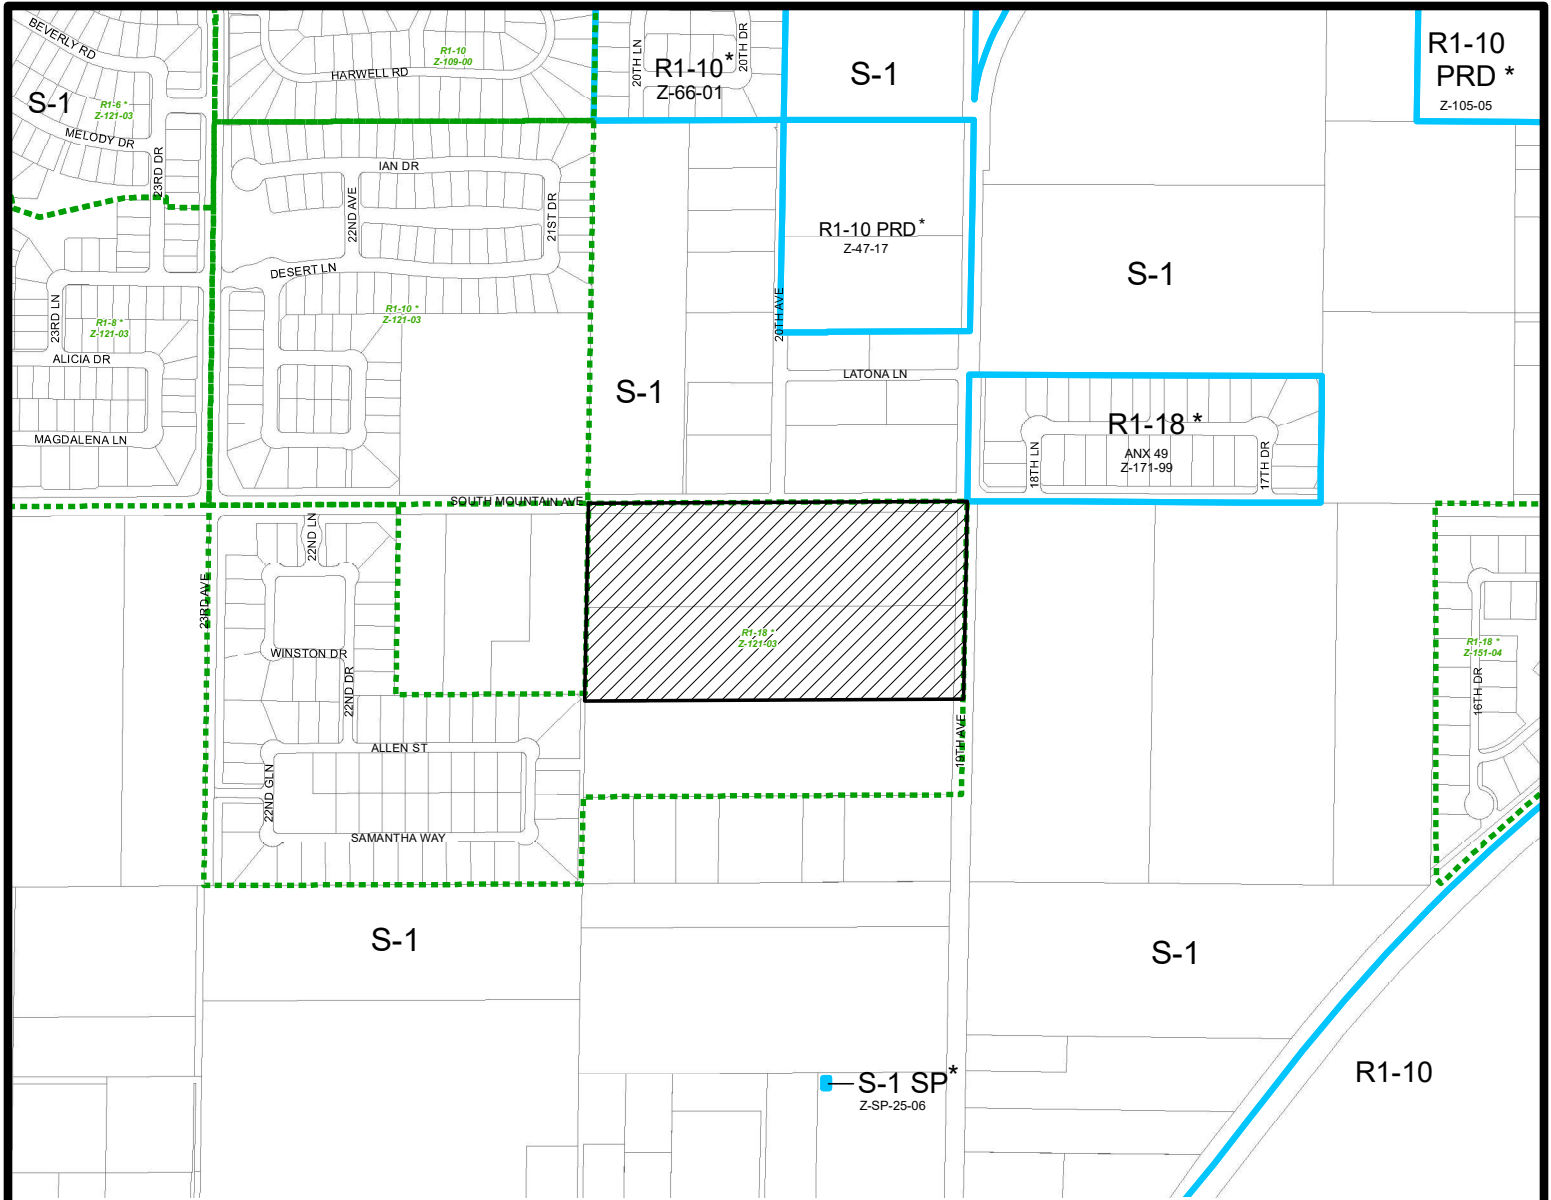 BEVERLY RD
R1-10
Z-109-00
HARWELL RD
20TH LN
20TH DR
R1-10 *
Z-66-01
S-1
R1-10
PRD *
Z-105-05
S-1
R1-6 *
Z-121-03
MELODY DR
23RD DR
IAN DR
22ND AVE
21ST DR
R1-10 PRD *
Z-47-17
DESERT LN
S-1
R1-10 *
Z-121-03
20TH AVE
23RD LN
R1-8 *
Z-121-03
ALICIA DR
LATONA LN
S-1
R1-18 *
ANX 49
Z-171-99
18TH LN
17TH DR
MAGDALENA LN
SOUTH MOUNTAIN AVE
22ND LN
23RD AVE
R1-18 *
Z-121-03
R1-18 *
Z-151-04
WINSTON DR
22ND DR
16TH DR
19TH AVE
ALLEN ST
22ND GLN
SAMANTHA WAY
S-1
S-1
S-1 SP *
Z-SP-25-06
R1-10